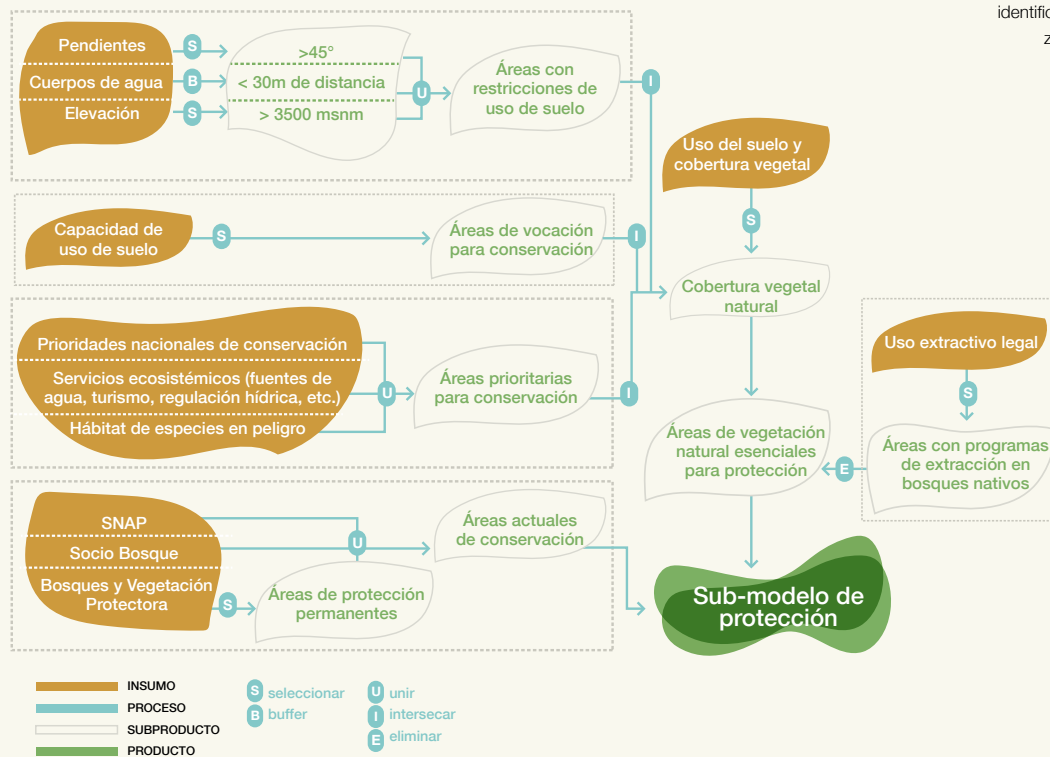 identific
z
Pendientes
S
>45°
Cuerpos de agua
B
< 30m de distancia
Elevación
S
> 3500 msnm
U
Áreas con
restricciones de
uso de suelo
I
Uso del suelo y
cobertura vegetal
S
Capacidad de
uso de suelo
S
Áreas de vocación
para conservación
I
Cobertura vegetal
natural
Prioridades nacionales de conservación
Servicios ecosistémicos (fuentes de
agua, turismo, regulación hídrica, etc.)
Hábitat de especies en peligro
U
Áreas prioritarias
para conservación
I
Uso extractivo legal
S
Áreas con programas
de extracción en
bosques nativos
E
Áreas de vegetación
natural esenciales
para protección
SNAP
Socio Bosque
Bosques y Vegetación
Protectora
S
Áreas de protección
permanentes
U
Áreas actuales
de conservación
Sub-modelo de
protección
INSUMO
PROCESO
SUBPRODUCTO
PRODUCTO
S seleccionar
B buffer
U unir
I intersecar
E eliminar